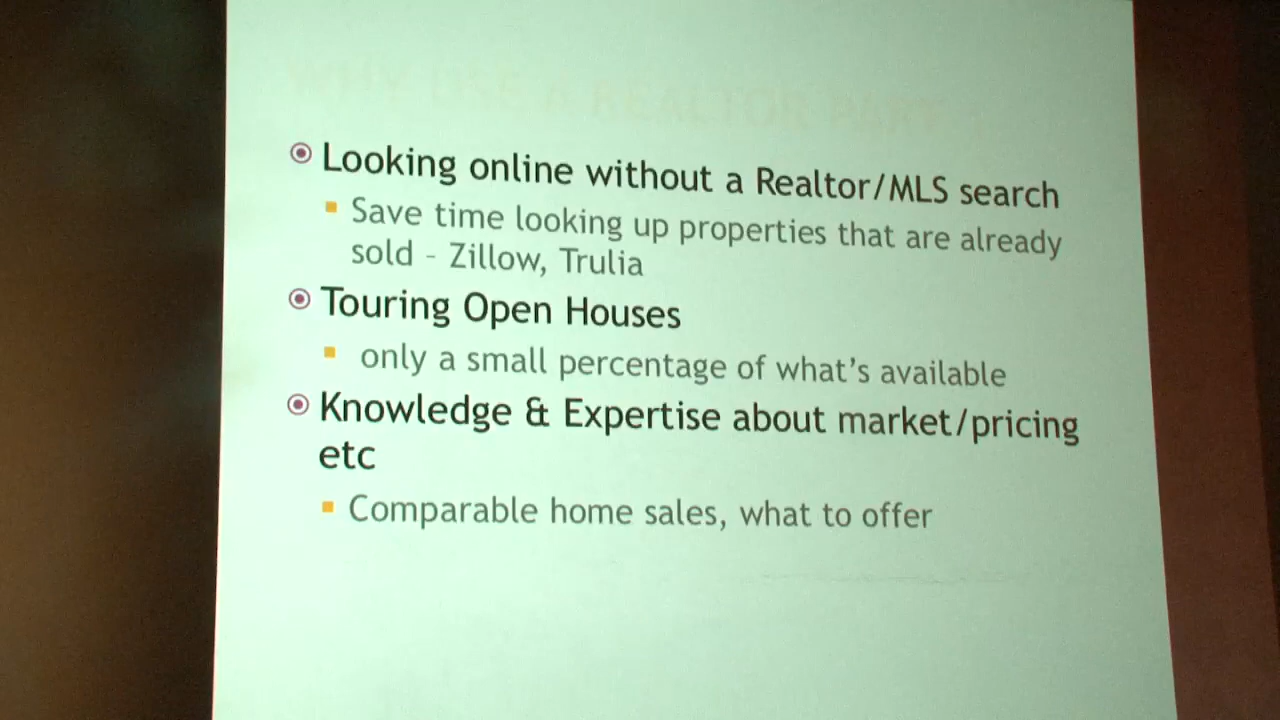 WHY USE A REALTOR PART
Looking online without a Realtor/MLS search
Save time looking up properties that are already
sold - Zillow, Trulia
Touring Open Houses
only a small percentage of what's available
Knowledge & Expertise about market/pricing
etc
Comparable home sales, what to offer